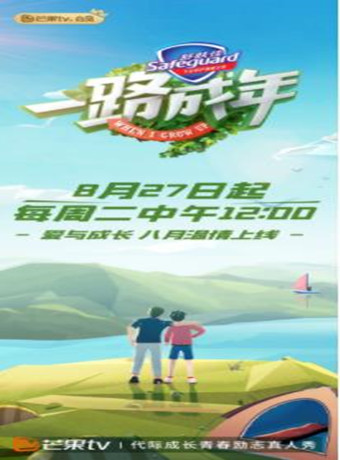 芒果tv 会员
舒肤佳
Safeguard
一路成年
WHEN I GROW UP
8月27日起
每周二中午12:00
- 爱与成长 八月温情上线 -
芒果tv | 代际成长青春励志真人秀